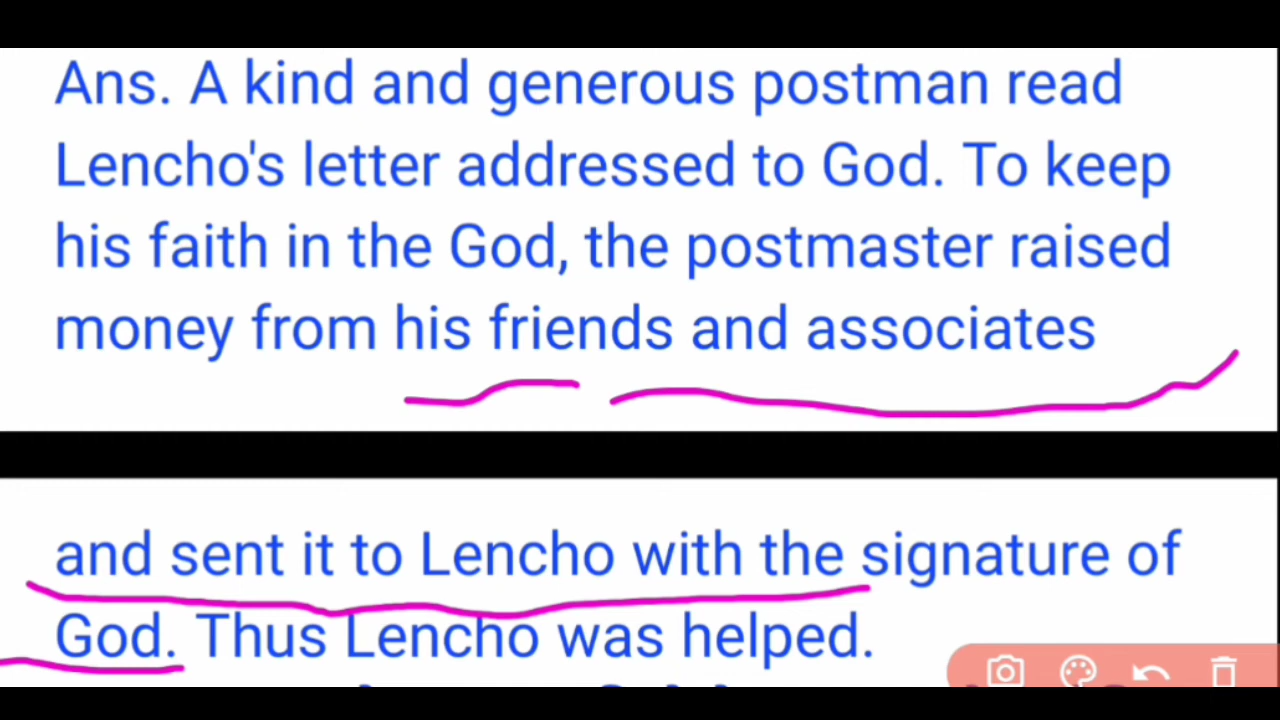 Ans. A kind and generous postman read
Lencho's letter addressed to God. To keep
his faith in the God, the postmaster raised
money from his friends and associates
and sent it to Lencho with the signature of
God. Thus Lencho was helped.